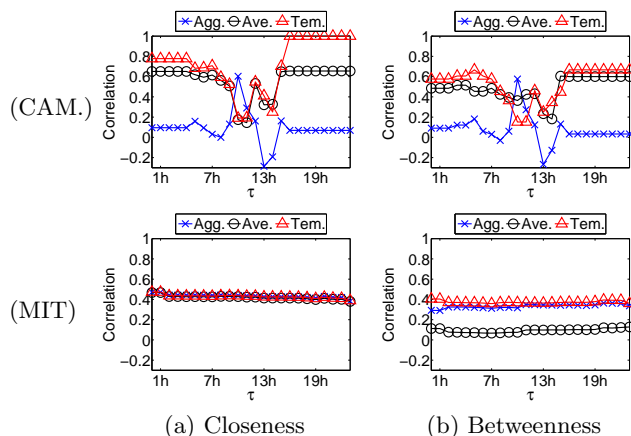 Agg. Ave. Tem.
Agg. Ave. Tem.
(CAM.)
Correlation
1
0.8
0.6
0.4
0.2
0
−0.2
1h 7h 13h 19h
τ
Correlation
1
0.8
0.6
0.4
0.2
0
−0.2
1h 7h 13h 19h
τ
Agg. Ave. Tem.
Agg. Ave. Tem.
(MIT)
Correlation
1
0.8
0.6
0.4
0.2
0
−0.2
1h 7h 13h 19h
τ
Correlation
1
0.8
0.6
0.4
0.2
0
−0.2
1h 7h 13h 19h
τ
(a) Closeness
(b) Betweenness